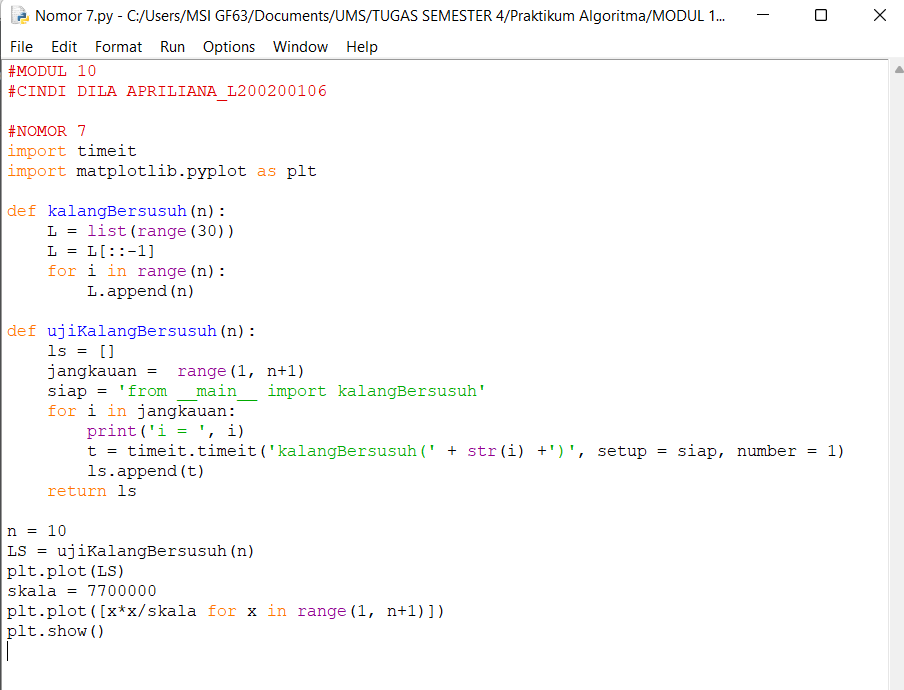 Nomor 7.py - C:/Users/MSI GF63/Documents/UMS/TUGAS SEMESTER 4/Praktikum Algoritma/MODUL 1...
File Edit Format Run Options Window Help
#MODUL 10
#CINDI DILA APRILIANA_L200200106

#NOMOR 7
import timeit
import matplotlib.pyplot as plt

def kalangBersusuh(n):
    L = list(range(30))
    L = L[::-1]
    for i in range(n):
        L.append(n)

def ujiKalangBersusuh(n):
    ls = []
    jangkauan =  range(1, n+1)
    siap = 'from __main__ import kalangBersusuh'
    for i in jangkauan:
        print('i = ', i)
        t = timeit.timeit('kalangBersusuh(' + str(i) +')', setup = siap, number = 1)
        ls.append(t)
    return ls

n = 10
LS = ujiKalangBersusuh(n)
plt.plot(LS)
skala = 7700000
plt.plot([x*x/skala for x in range(1, n+1)])
plt.show()